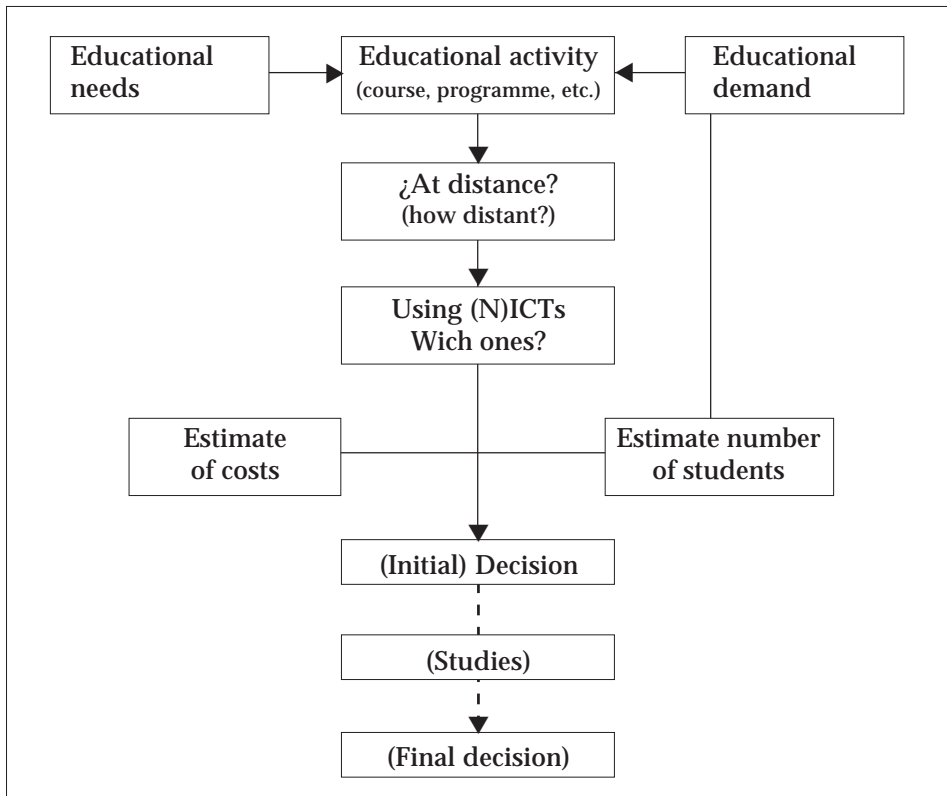 Educational
needs
Educational activity
(course, programme, etc.)
Educational
demand
¿At distance?
(how distant?)
Using (N)ICTs
Wich ones?
Estimate
of costs
Estimate number
of students
(Initial) Decision
(Studies)
(Final decision)